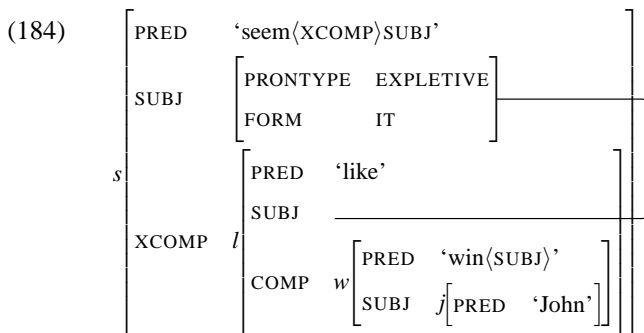 (184)
PRED ‘seem⟨XCOMP⟩SUBJ’
PRONTYPE EXPLETIVE
SUBJ
FORM IT
s
PRED ‘like’
SUBJ
XCOMP l
PRED ‘win⟨SUBJ⟩’
COMP w
SUBJ j[PRED ‘John’]